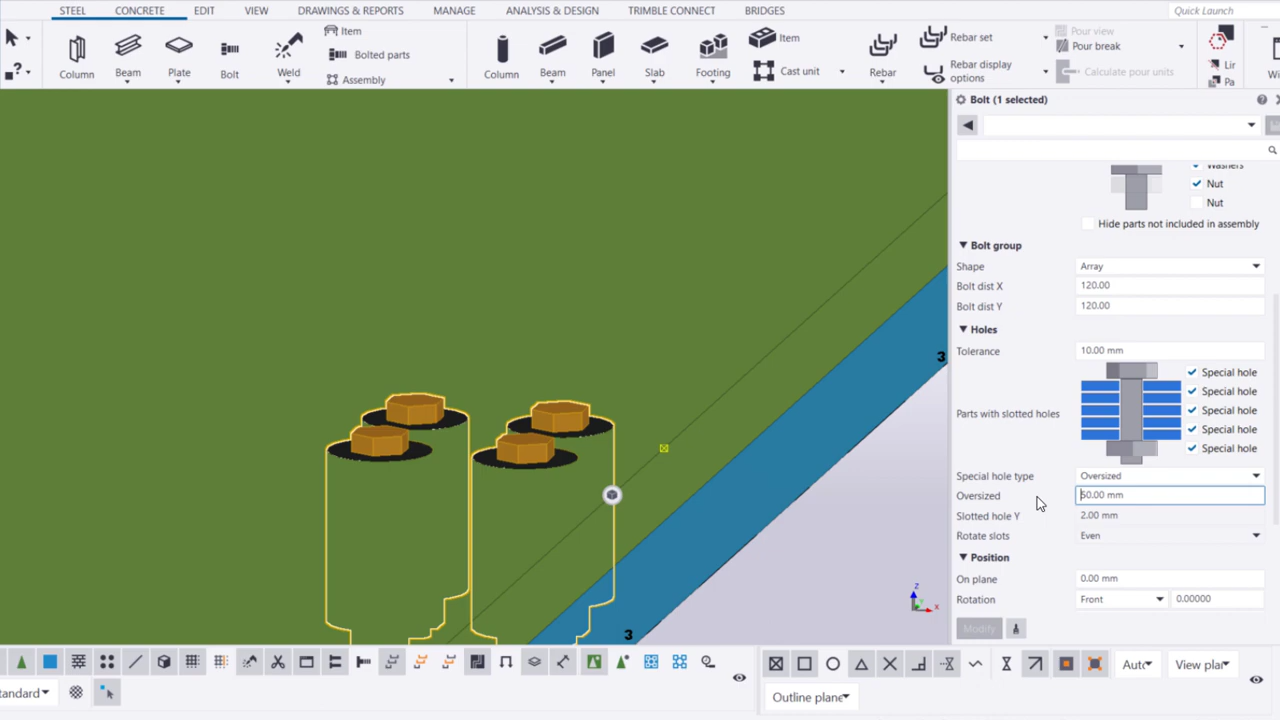 STEEL CONCRETE EDIT VIEW DRAWINGS & REPORTS MANAGE ANALYSIS & DESIGN TRIMBLE CONNECT BRIDGES Quick Launch
Column Beam Plate Bolt Weld Item
Bolted parts
Assembly
Column Beam Panel Slab Footing Item
Cast unit
Rebar Rebar set
Rebar display
options
Pour view
Pour break
Calculate pour units
Lir
Pa
Wi
Bolt (1 selected)
Washers
Nut
Nut
Hide parts not included in assembly
Bolt group
Shape Array
Bolt dist X 120.00
Bolt dist Y 120.00
Holes
Tolerance 10.00 mm
Special hole
Special hole
Parts with slotted holes Special hole
Special hole
Special hole
Special hole type Oversized
Oversized 50.00 mm
Slotted hole Y 2.00 mm
Rotate slots Even
Position
On plane 0.00 mm
Rotation Front 0.00000
Modify
3
3
z
x
Auto View plan
tandard
Outline plane